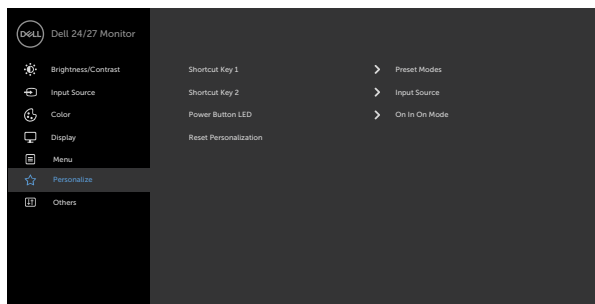 DELL
Dell 24/27 Monitor
Brightness/Contrast
Input Source
Color
Display
Menu
Personalize
Others
Shortcut Key 1 Preset Modes
Shortcut Key 2 Input Source
Power Button LED On In On Mode
Reset Personalization